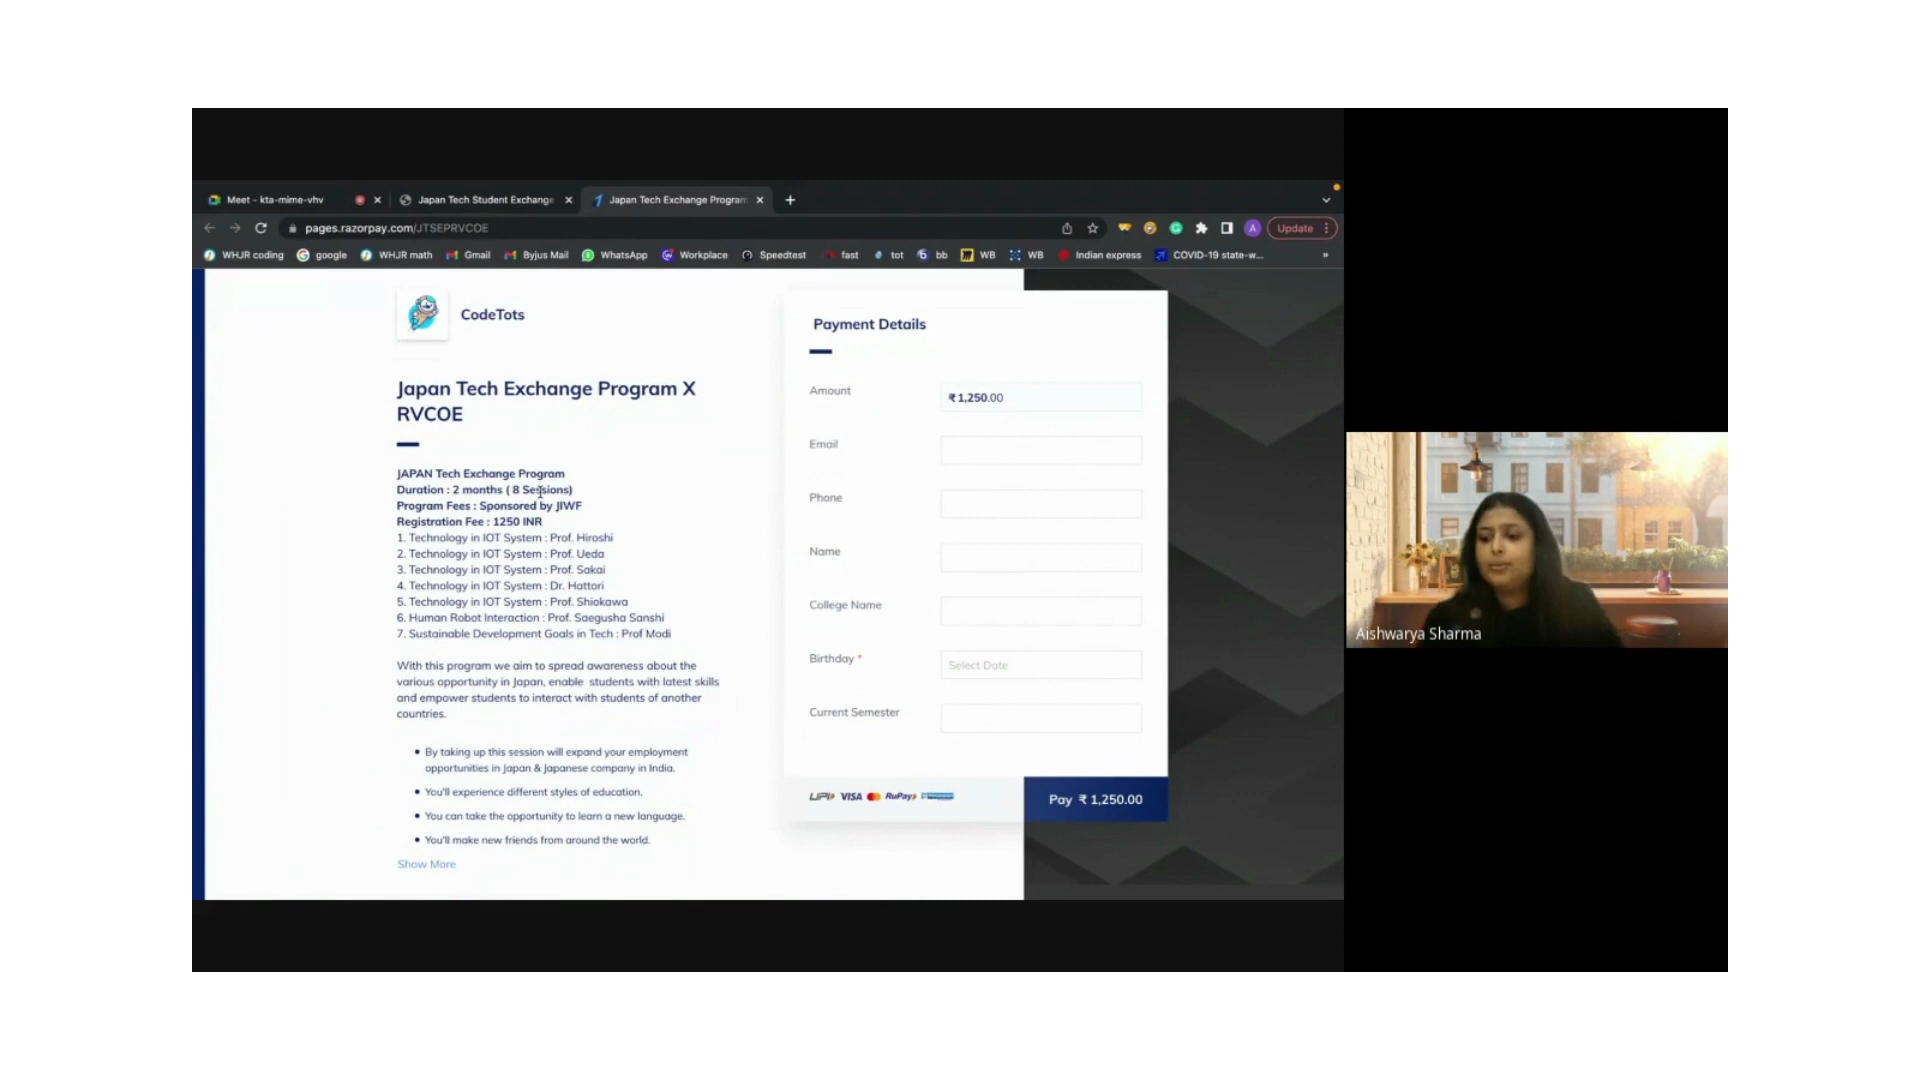 Meet - kta-mime-vhv
Japan Tech Student Exchange
Japan Tech Exchange Program
pages.razorpay.com/JTSEPRVCOE
A
Update
WHJR coding
google
WHJR math
Gmail
Byjus Mail
WhatsApp
Workplace
Speedtest
fast
tot
bb
WB
WB
Indian express
COVID-19 state-w...
CodeTots
Japan Tech Exchange Program X
RVCOE
JAPAN Tech Exchange Program
Duration : 2 months ( 8 Sessions)
Program Fees : Sponsored by JIWF
Registration Fee : 1250 INR
1. Technology in IOT System : Prof. Hiroshi
2. Technology in IOT System : Prof. Ueda
3. Technology in IOT System : Prof. Sakai
4. Technology in IOT System : Dr. Hattori
5. Technology in IOT System : Prof. Shiokawa
6. Human Robot Interaction : Prof. Saegusha Sanshi
7. Sustainable Development Goals in Tech : Prof Modi
With this program we aim to spread awareness about the
various opportunity in Japan, enable students with latest skills
and empower students to interact with students of another
countries.
• By taking up this session will expand your employment
opportunities in Japan & Japanese company in India.
• You'll experience different styles of education.
• You can take the opportunity to learn a new language.
• You'll make new friends from around the world.
Show More
Payment Details
Amount
₹ 1,250.00
Email
Phone
Name
College Name
Birthday *
Select Date
Current Semester
UPI VISA RuPay
Pay ₹ 1,250.00
Aishwarya Sharma